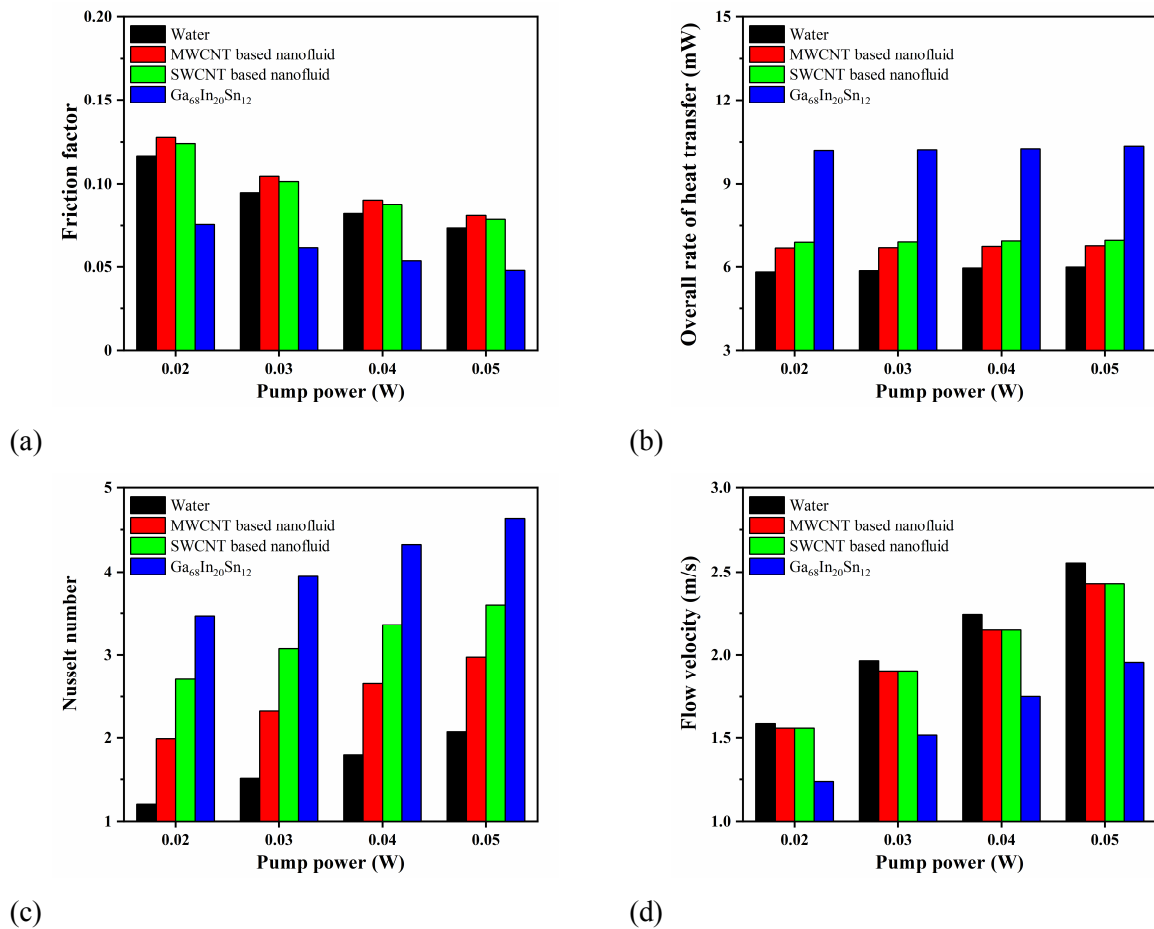 0.20
0.15
0.10
0.05
0
Friction factor
Water
MWCNT based nanofluid
SWCNT based nanofluid
Ga68In20Sn12
0.02 0.03 0.04 0.05
Pump power (W)
(a)
15
12
9
6
3
Overall rate of heat transfer (mW)
Water
MWCNT based nanofluid
SWCNT based nanofluid
Ga68In20Sn12
0.02 0.03 0.04 0.05
Pump power (W)
(b)
5
4
3
2
1
Nusselt number
Water
MWCNT based nanofluid
SWCNT based nanofluid
Ga68In20Sn12
0.02 0.03 0.04 0.05
Pump power (W)
(c)
3.0
2.5
2.0
1.5
1.0
Flow velocity (m/s)
Water
MWCNT based nanofluid
SWCNT based nanofluid
Ga68In20Sn12
0.02 0.03 0.04 0.05
Pump power (W)
(d)